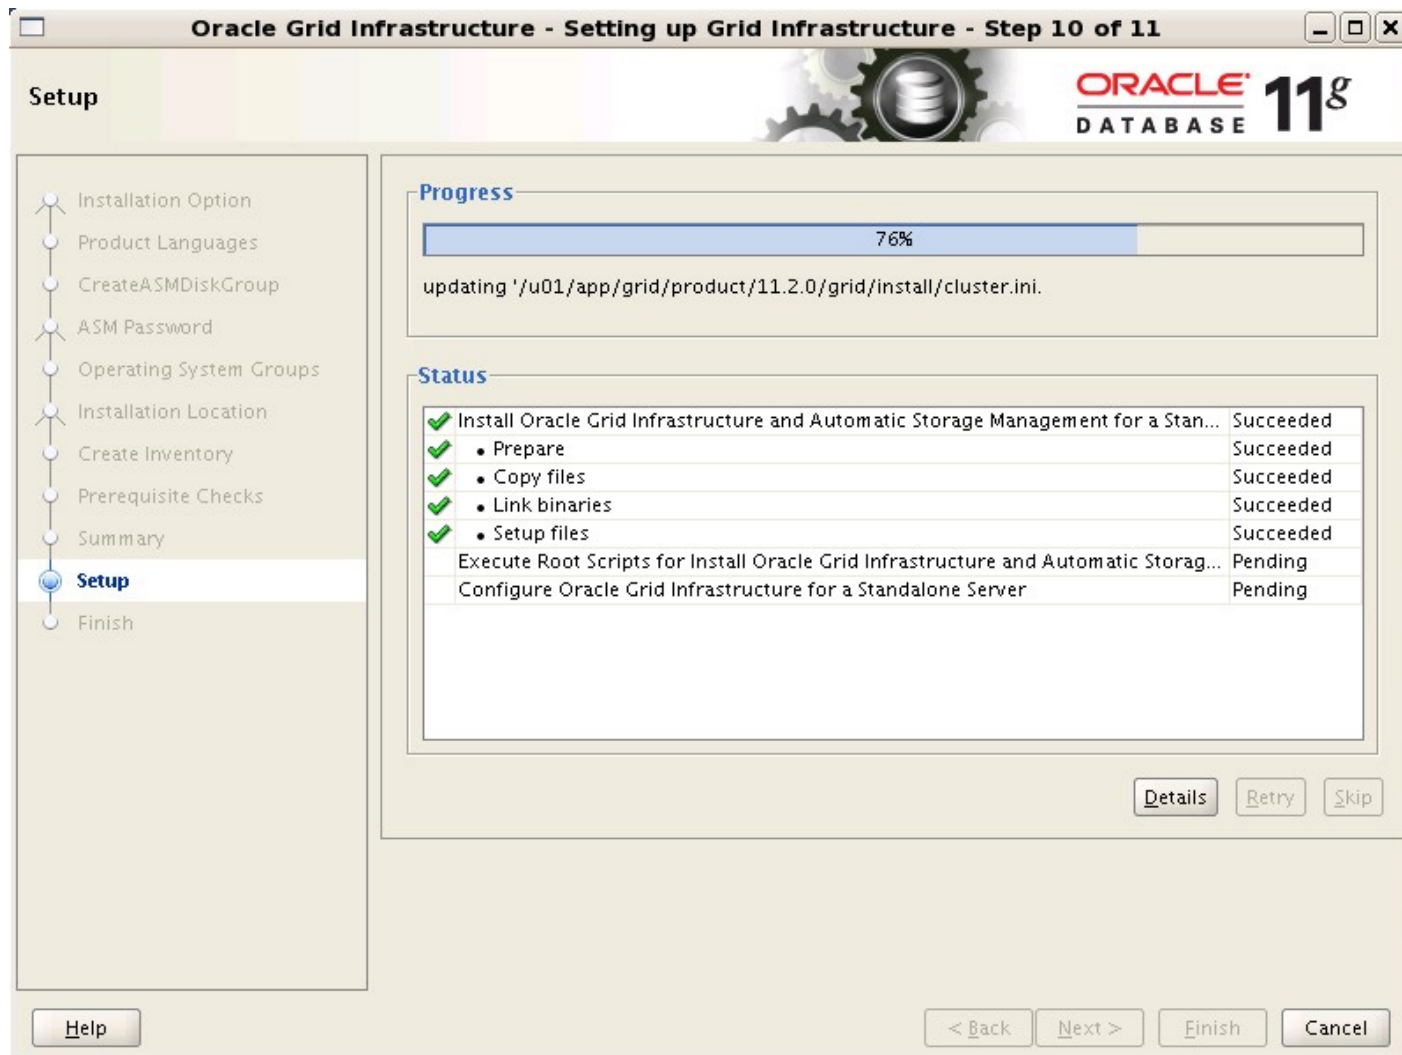 Oracle Grid Infrastructure - Setting up Grid Infrastructure - Step 10 of 11
Setup
ORACLE
DATABASE
11g
Installation Option
Product Languages
CreateASMDiskGroup
ASM Password
Operating System Groups
Installation Location
Create Inventory
Prerequisite Checks
Summary
Setup
Finish
Progress
76%
updating '/u01/app/grid/product/11.2.0/grid/install/cluster.ini.
Status
Install Oracle Grid Infrastructure and Automatic Storage Management for a Stan... Succeeded
• Prepare Succeeded
• Copy files Succeeded
• Link binaries Succeeded
• Setup files Succeeded
Execute Root Scripts for Install Oracle Grid Infrastructure and Automatic Storag... Pending
Configure Oracle Grid Infrastructure for a Standalone Server Pending
Details Retry Skip
Help < Back Next > Finish Cancel